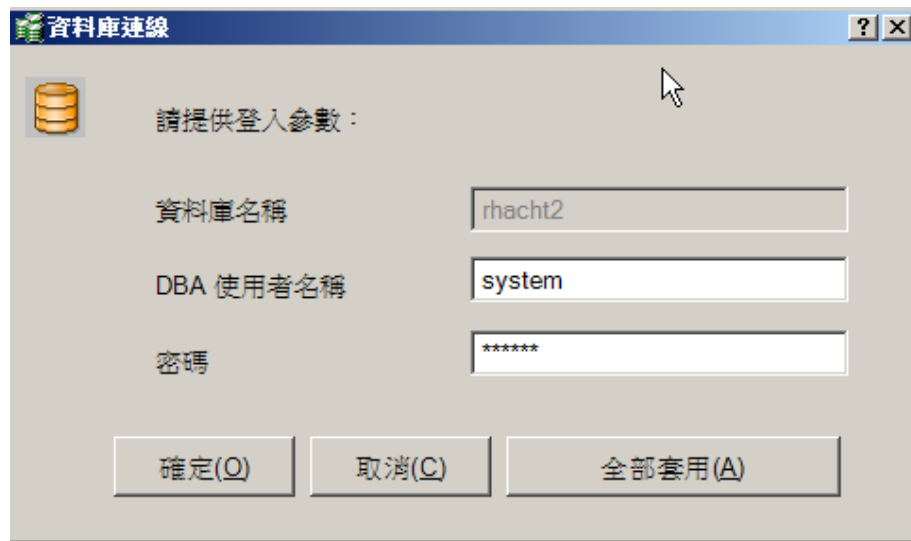 資料庫連線
請提供登入參數：
資料庫名稱 rhacht2
DBA 使用者名稱 system
密碼 ******
確定(O) 取消(C) 全部套用(A)